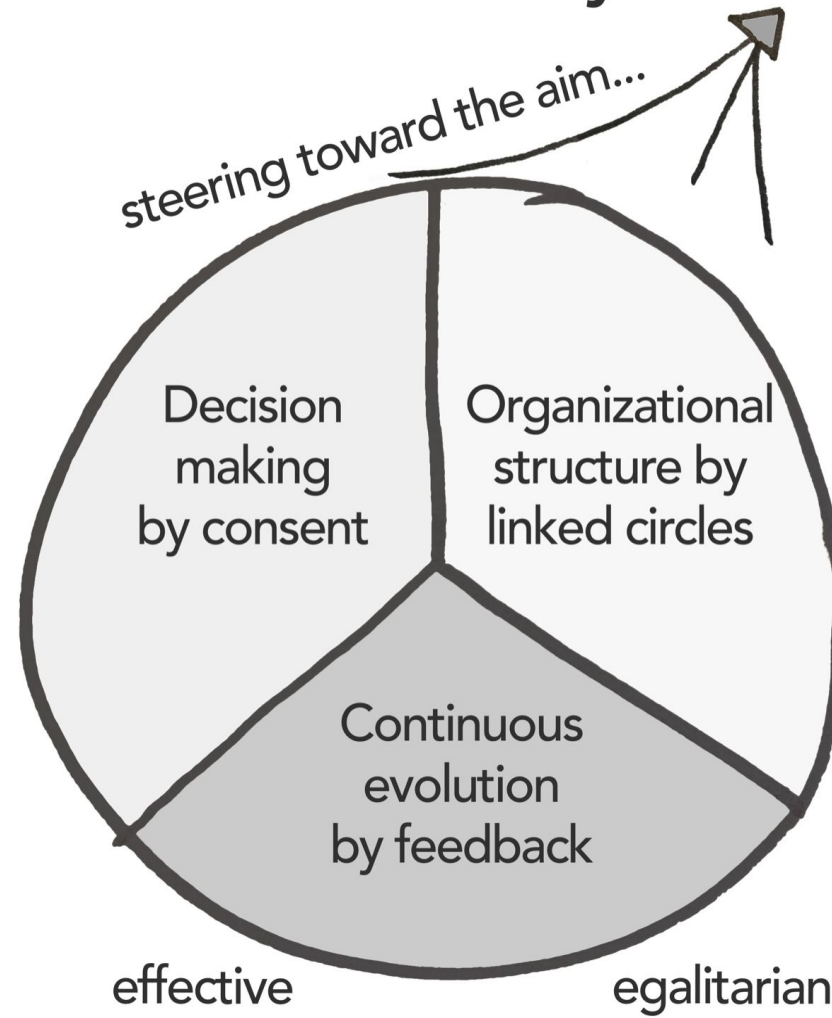 steering toward the aim...
Decision
making
by consent
Organizational
structure by
linked circles
Continuous
evolution
by feedback
effective
egalitarian